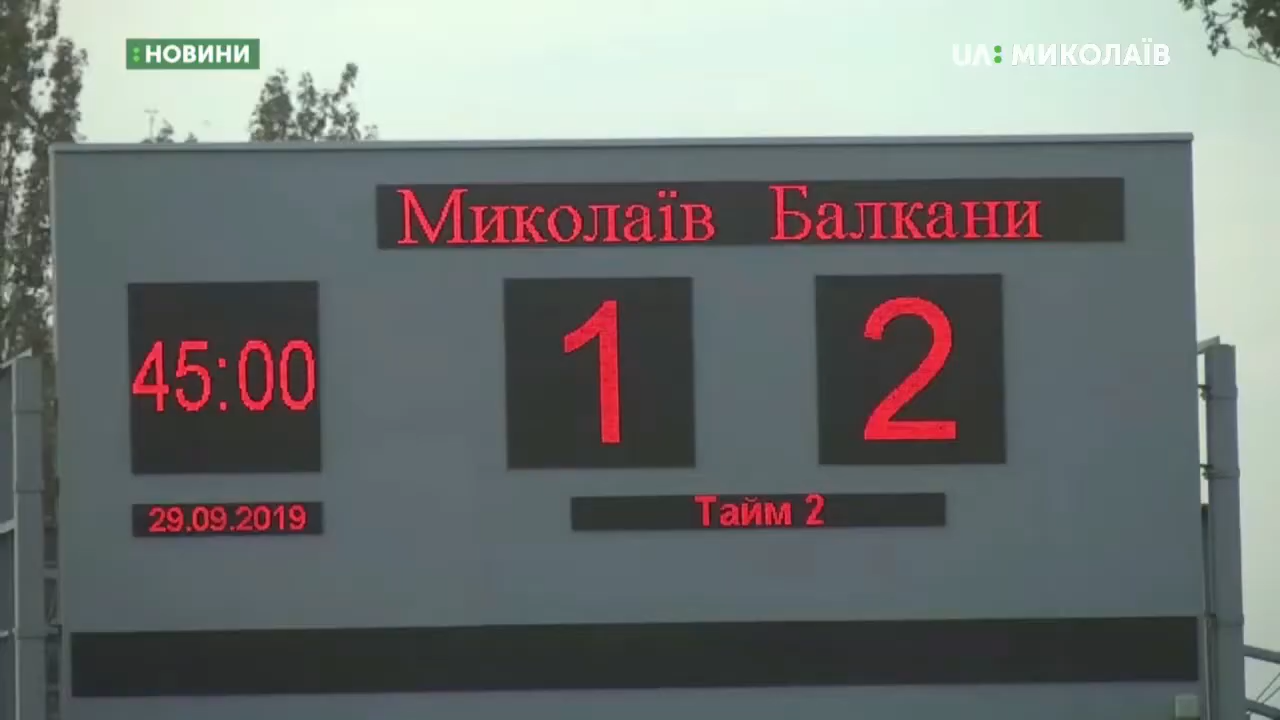 :НОВИНИ
UA:МИКОЛАЇВ
Миколаїв Балкани
45:00
1 2
29.09.2019
Тайм 2